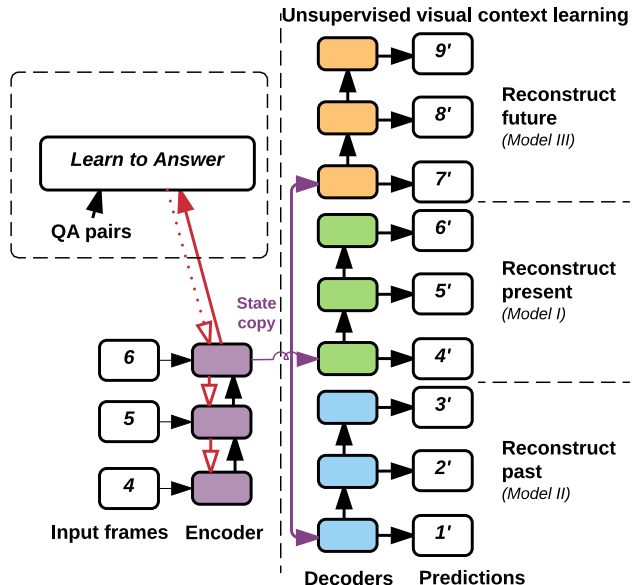 Unsupervised visual context learning
Learn to Answer
QA pairs
State
copy
6
5
4
Input frames
Encoder
9'
8'
7'
Reconstruct
future
(Model III)
6'
5'
4'
Reconstruct
present
(Model I)
3'
2'
1'
Reconstruct
past
(Model II)
Decoders
Predictions